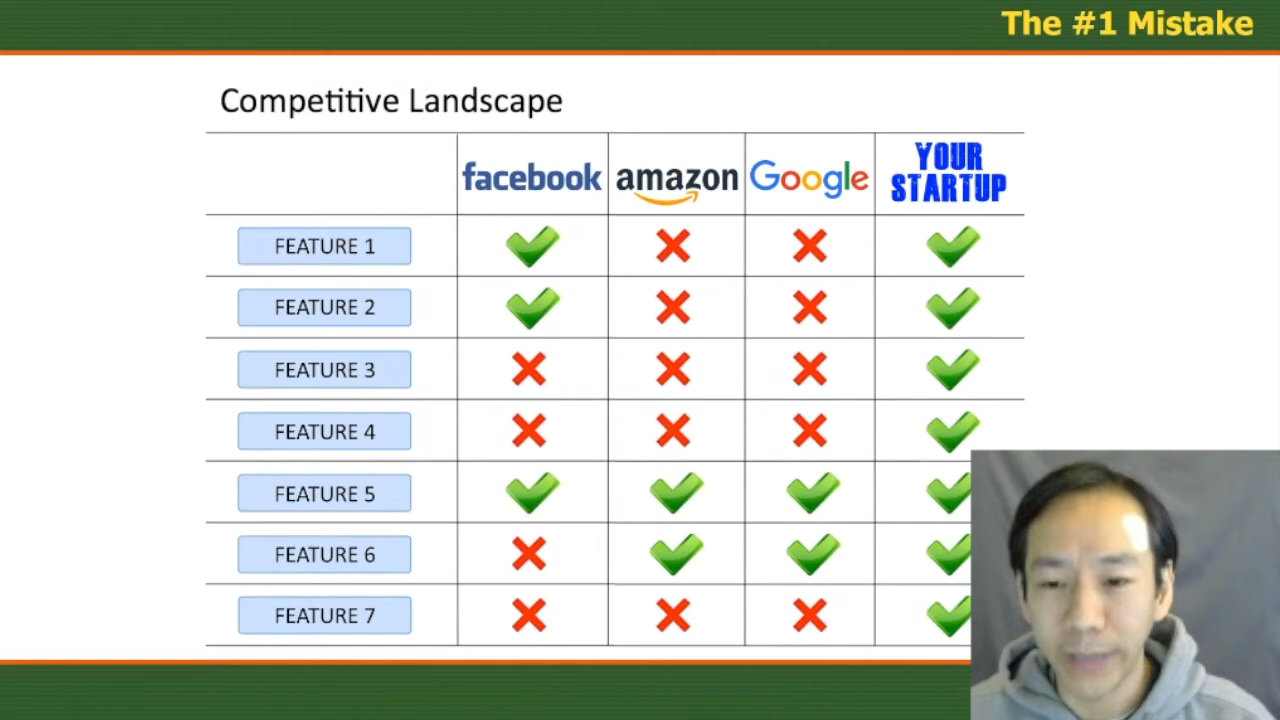 The #1 Mistake
Competitive Landscape
facebook amazon Google YOUR STARTUP
FEATURE 1
FEATURE 2
FEATURE 3
FEATURE 4
FEATURE 5
FEATURE 6
FEATURE 7